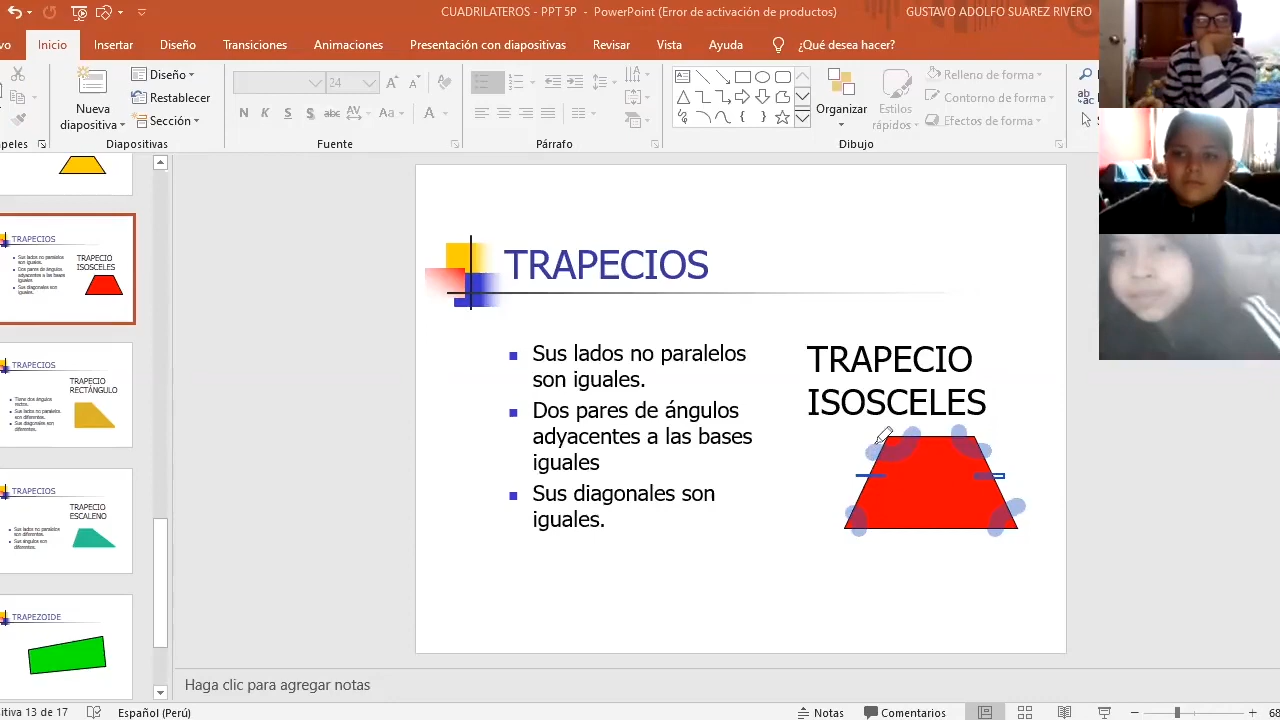 CUADRILATEROS - PPT 5P - PowerPoint (Error de activación de productos)
GUSTAVO ADOLFO SUAREZ RIVERO
Inicio Insertar Diseño Transiciones Animaciones Presentación con diapositivas Revisar Vista Ayuda ¿Qué desea hacer?
Nueva diapositiva
Diseño
Restablecer
Sección
24
N K S abc AV Aa A
Organizar
Estilos rápidos
Relleno de forma
Contorno de forma
Efectos de forma
Diapositivas Fuente Párrafo Dibujo
TRAPECIOS
Sus lados no paralelos
son iguales.
Dos pares de ángulos
adyacentes a las bases
iguales
Sus diagonales son
iguales.
TRAPECIO
ISOSCELES
TRAPECIOS
TRAPECIO
RECTÁNGULO
Tiene dos ángulos
rectos.
Sus lados no paralelos
son diferentes.
Sus diagonales son
diferentes.
TRAPECIOS
TRAPECIO
ESCALENO
Sus lados no paralelos
son diferentes.
Sus ángulos son
diferentes.
TRAPEZOIDE
TRAPECIOS
Sus lados no paralelos
son iguales.
Dos pares de ángulos
adyacentes a las bases
iguales
Sus diagonales son
iguales.
TRAPECIO
ISOSCELES
Haga clic para agregar notas
sitiva 13 de 17 Español (Perú) Notas Comentarios 68